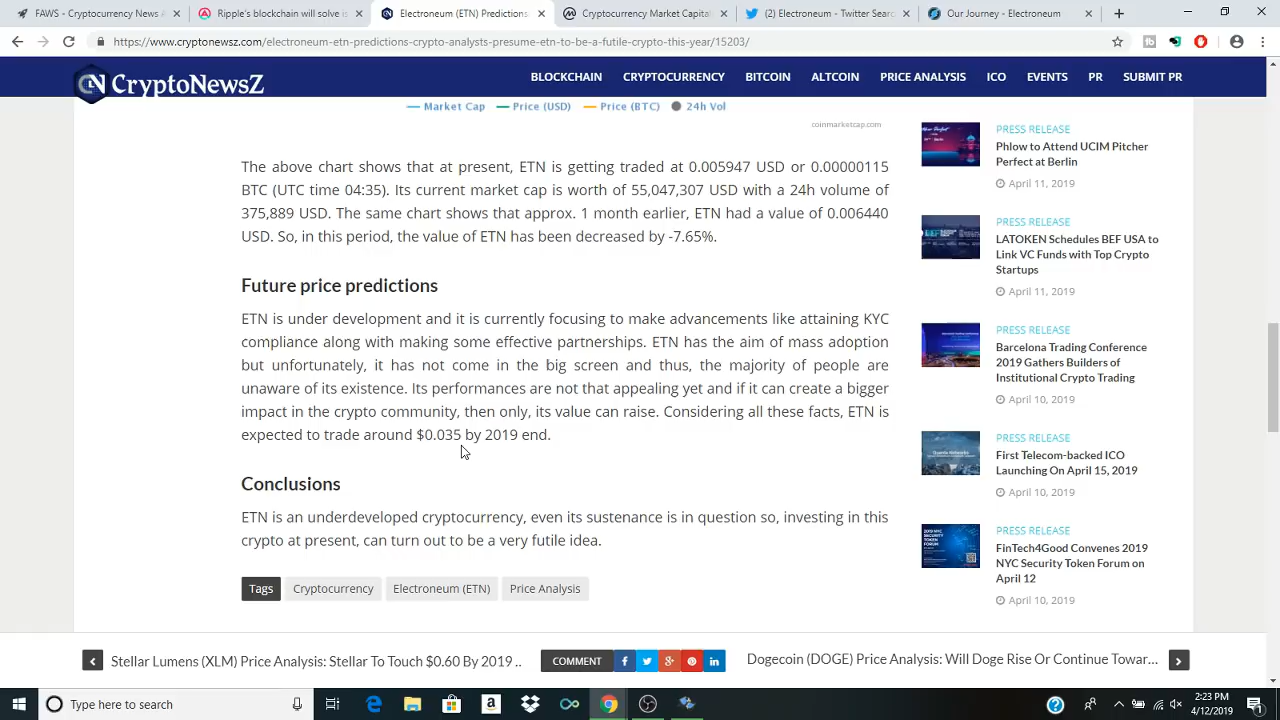 FAWS - Community Launch
cryptonewsz
Electroneum (ETN) Predictions:
CryptoCurrency Market Capitali
(2) Electroneum - Twitter Searc
John Detlefs - Electroneum
https://www.cryptonewsz.com/electroneum-etn-predictions-crypto-analysts-presume-etn-to-be-a-futile-crypto-this-year/15203/
CryptoNewsZ
BLOCKCHAIN CRYPTOCURRENCY BITCOIN ALTCOIN PRICE ANALYSIS ICO EVENTS PR SUBMIT PR
Market Cap Price (USD) Price (BTC) 24h Vol
coinmarketcap.com
The above chart shows that at present, ETN is getting traded at 0.005947 USD or 0.00000115
BTC (UTC time 04:35). Its current market cap is worth of 55,047,307 USD with a 24h volume of
375,889 USD. The same chart shows that approx. 1 month earlier, ETN had a value of 0.006440
USD. So, in this period, the value of ETN has been decreased by -7.65%.
Future price predictions
ETN is under development and it is currently focusing to make advancements like attaining KYC
compliance along with making some effective partnerships. ETN has the aim of mass adoption
but unfortunately, it has not come in the big screen and thus, the majority of people are
unaware of its existence. Its performances are not that appealing yet and if it can create a bigger
impact in the crypto community, then only, its value can raise. Considering all these facts, ETN is
expected to trade around $0.035 by 2019 end.
Conclusions
ETN is an underdeveloped cryptocurrency, even its sustenance is in question so, investing in this
crypto at present, can turn out to be a very futile idea.
Tags Cryptocurrency Electroneum (ETN) Price Analysis
PRESS RELEASE
Phlow to Attend UCIM Pitcher
Perfect at Berlin
April 11, 2019
PRESS RELEASE
LATOKEN Schedules BEF USA to
Link VC Funds with Top Crypto
Startups
April 11, 2019
PRESS RELEASE
Barcelona Trading Conference
2019 Gathers Builders of
Institutional Crypto Trading
April 10, 2019
PRESS RELEASE
First Telecom-backed ICO
Launching On April 15, 2019
April 10, 2019
PRESS RELEASE
FinTech4Good Convenes 2019
NYC Security Token Forum on
April 12
April 10, 2019
Stellar Lumens (XLM) Price Analysis: Stellar To Touch $0.60 By 2019 ..
COMMENT
Dogecoin (DOGE) Price Analysis: Will Doge Rise Or Continue Towar...
Type here to search
2:23 PM
4/12/2019